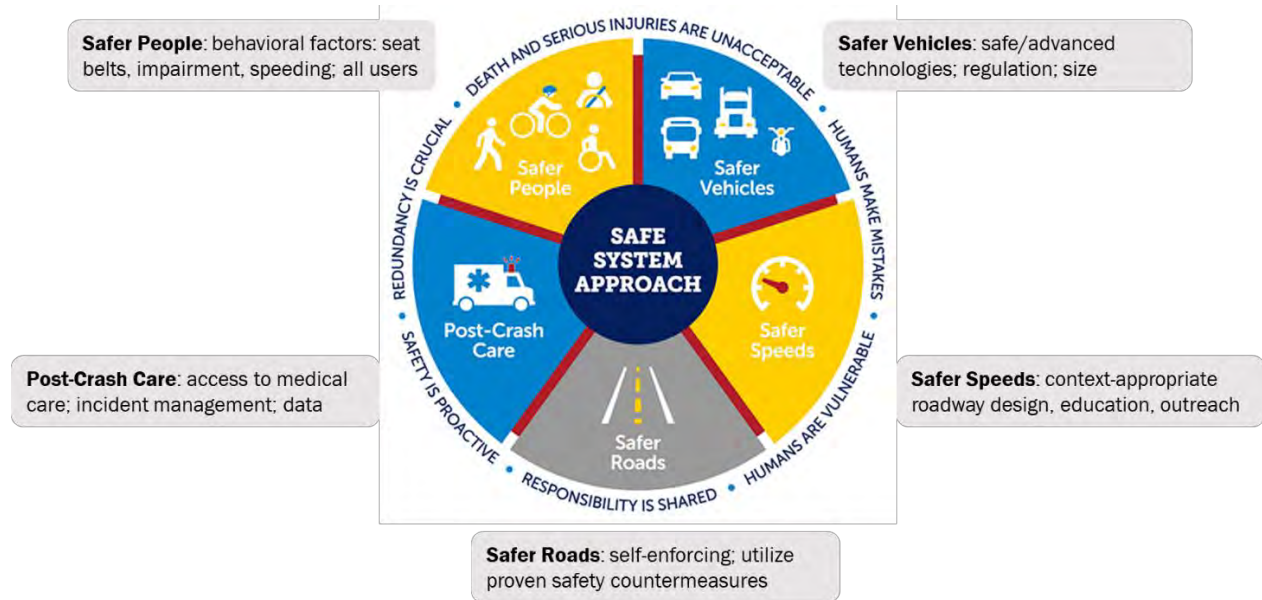 Safer People: behavioral factors: seat
belts, impairment, speeding; all users
Safer Vehicles: safe/advanced
technologies; regulation; size
DEATH AND SERIOUS INJURIES ARE UNACCEPTABLE
HUMANS MAKE MISTAKES
HUMANS ARE VULNERABLE
RESPONSIBILITY IS SHARED
SAFETY IS PROACTIVE
REDUNDANCY IS CRUCIAL
Safer
People
Safer
Vehicles
SAFE
SYSTEM
APPROACH
Post-Crash
Care
Safer
Speeds
Safer
Roads
Post-Crash Care: access to medical
care; incident management; data
Safer Speeds: context-appropriate
roadway design, education, outreach
Safer Roads: self-enforcing; utilize
proven safety countermeasures